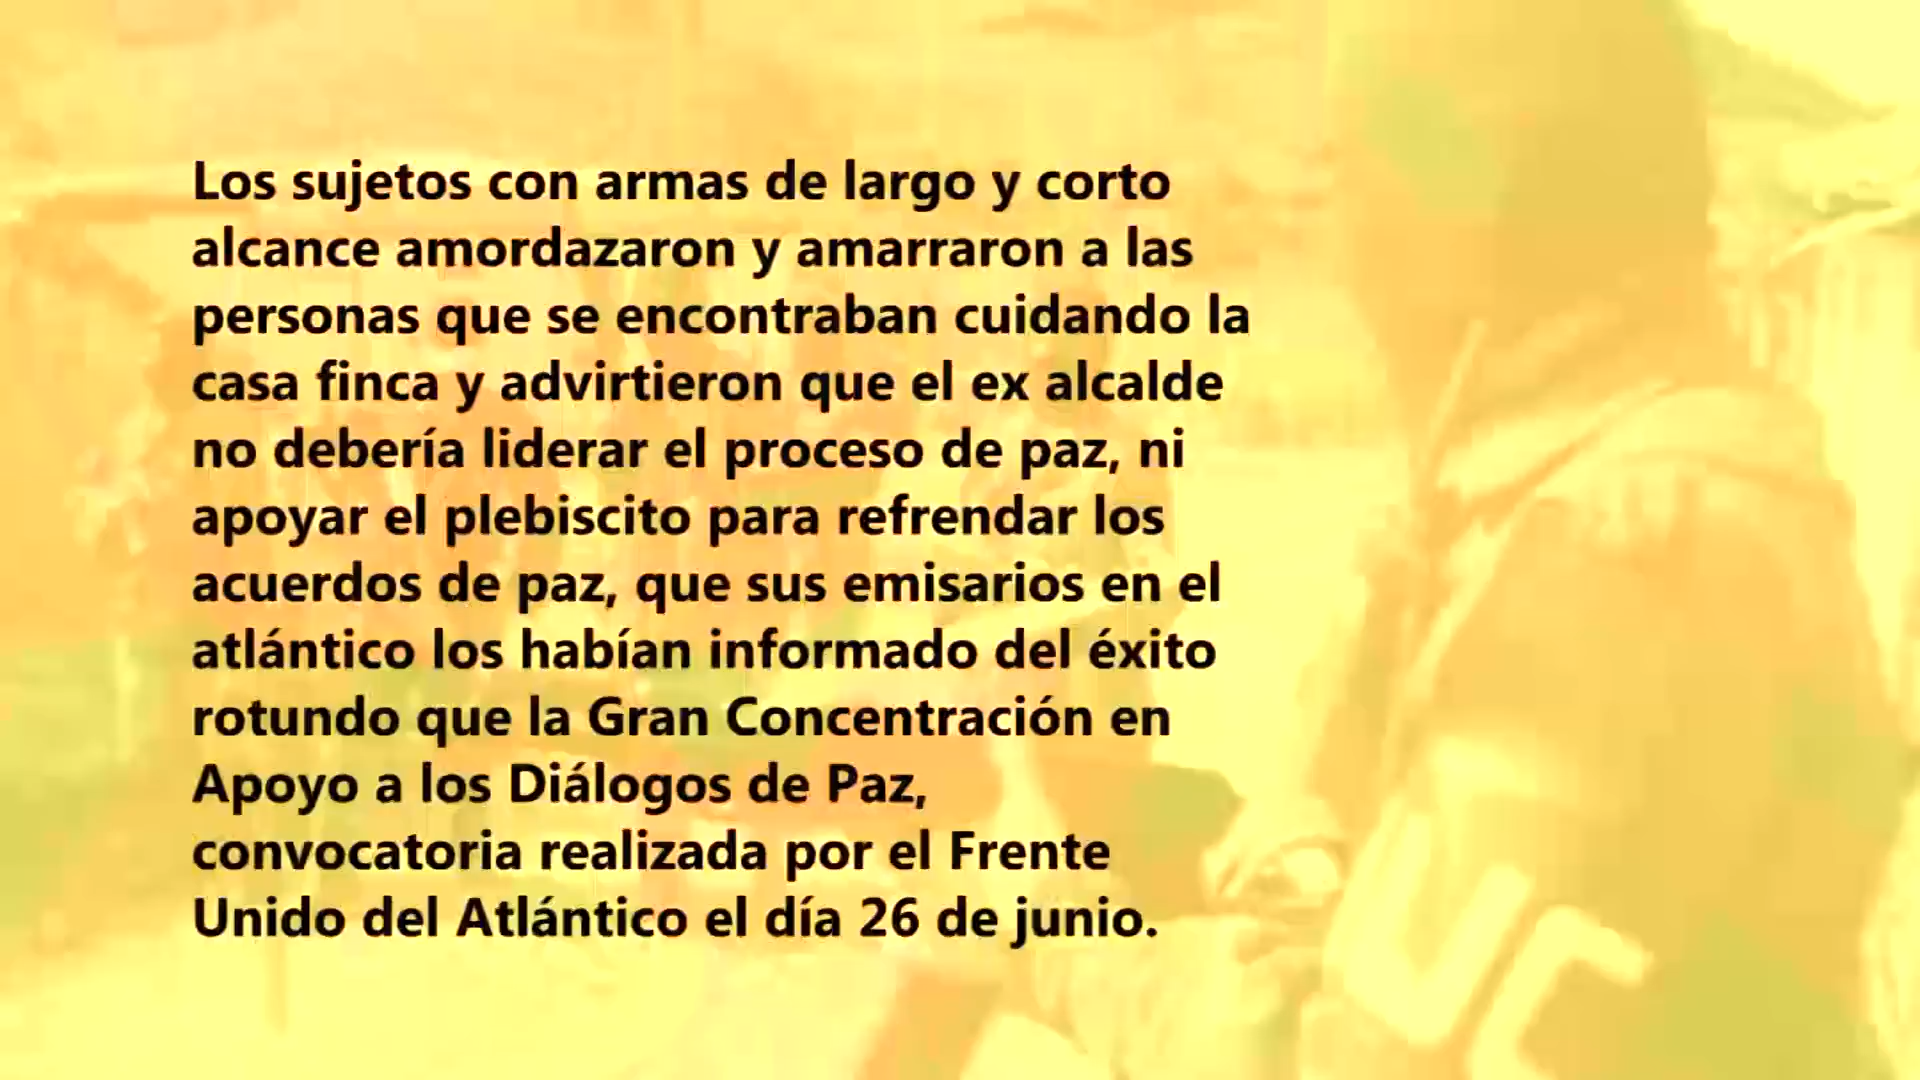 Los sujetos con armas de largo y corto
alcance amordazaron y amarraron a las
personas que se encontraban cuidando la
casa finca y advirtieron que el ex alcalde
no debería liderar el proceso de paz, ni
apoyar el plebiscito para refrendar los
acuerdos de paz, que sus emisarios en el
atlántico los habían informado del éxito
rotundo que la Gran Concentración en
Apoyo a los Diálogos de Paz,
convocatoria realizada por el Frente
Unido del Atlántico el día 26 de junio.